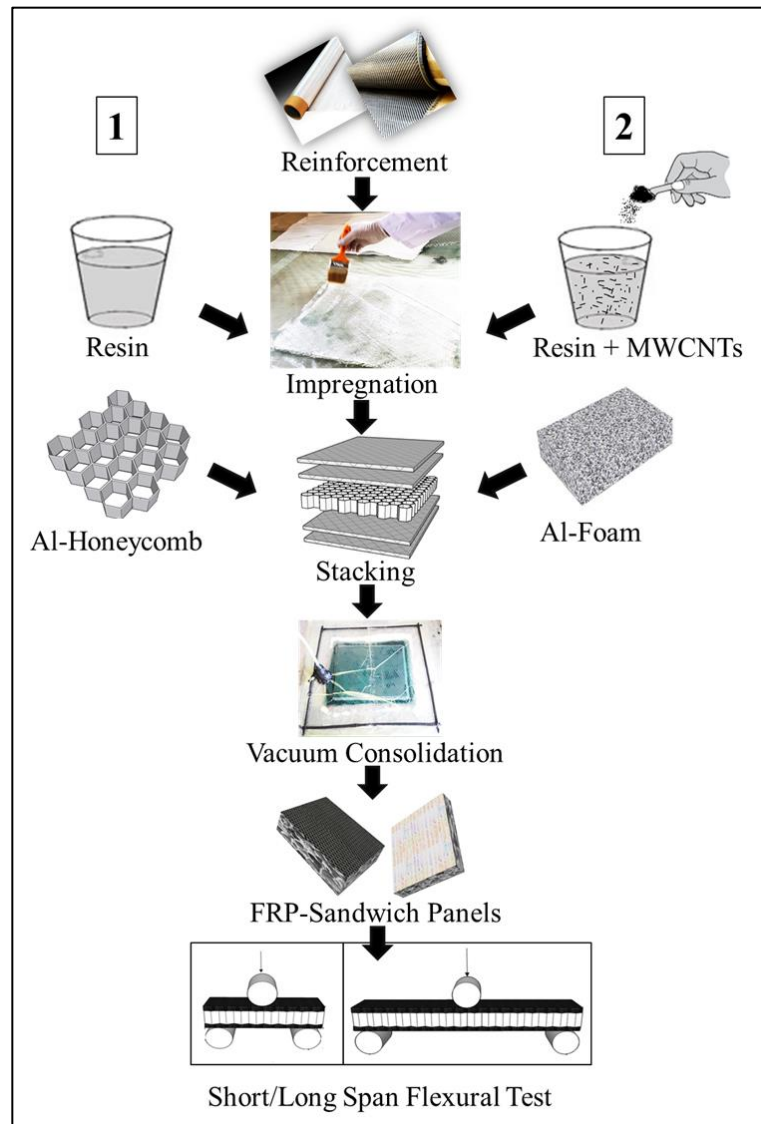 1
2
Reinforcement
Resin
Resin + MWCNTs
Impregnation
Al-Honeycomb
Al-Foam
Stacking
Vacuum Consolidation
FRP-Sandwich Panels
Short/Long Span Flexural Test